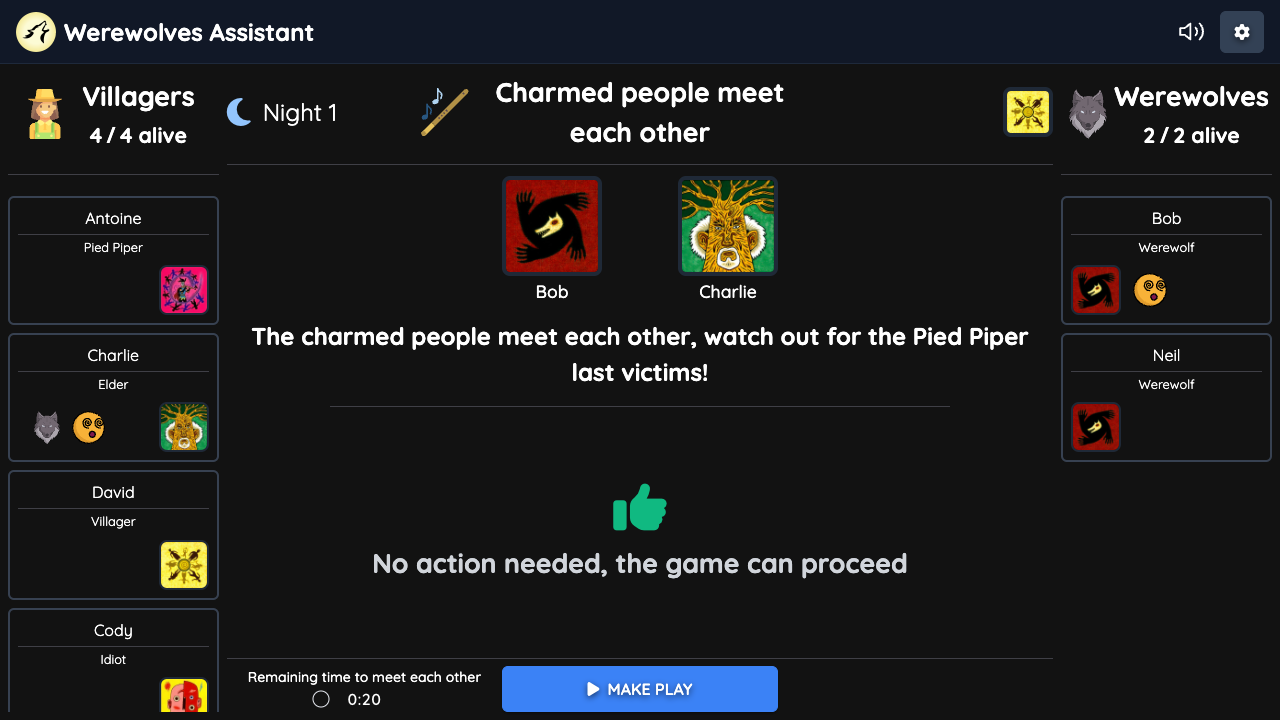 Werewolves Assistant
Villagers
4 / 4 alive
Night 1
Charmed people meet
each other
Werewolves
2 / 2 alive
Antoine
Pied Piper
Charlie
Elder
David
Villager
Cody
Idiot
Bob
Charlie
The charmed people meet each other, watch out for the Pied Piper
last victims!
No action needed, the game can proceed
Remaining time to meet each other
0:20
MAKE PLAY
Bob
Werewolf
Neil
Werewolf